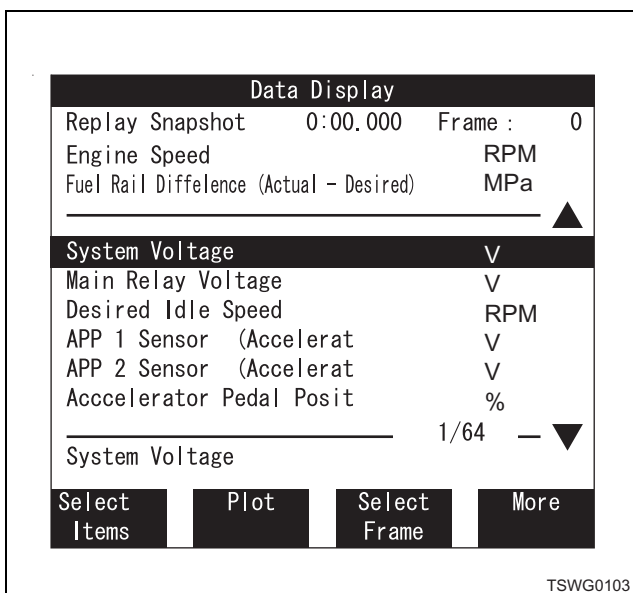 Data Display
Replay Snapshot 0:00.000 Frame : 0
Engine Speed RPM
Fuel Rail Diffelence (Actual - Desired) MPa
System Voltage V
Main Relay Voltage V
Desired Idle Speed RPM
APP 1 Sensor (Accelerat V
APP 2 Sensor (Accelerat V
Acccelerator Pedal Posit %
1/64
System Voltage
Select Items Plot Select Frame More
TSWG0103